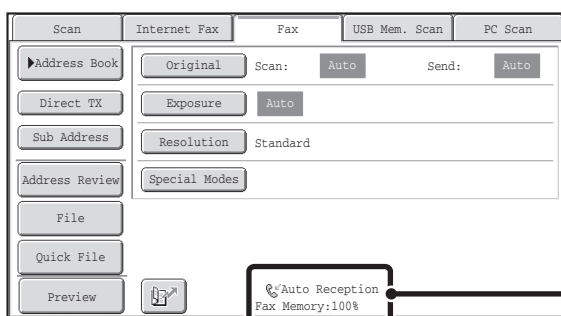 Scan Internet Fax Fax USB Mem. Scan PC Scan
Address Book Original Scan: Auto Send: Auto
Direct TX Exposure Auto
Sub Address Resolution Standard
Address Review Special Modes
File
Quick File
Preview Auto Reception
Fax Memory:100%